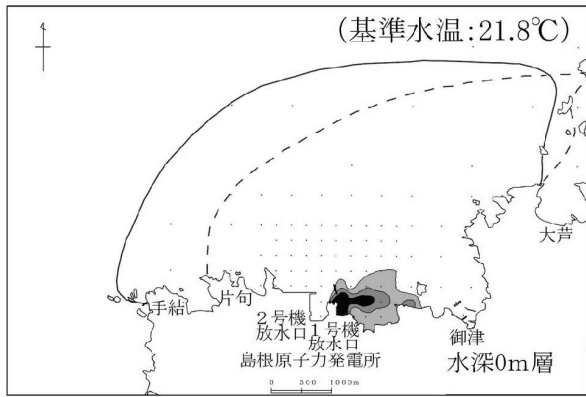 (基準水温:21.8℃)
大芦
手結
片句
2号機
放水口
1号機
放水口
御津
島根原子力発電所
水深0m層
0 500 1000m